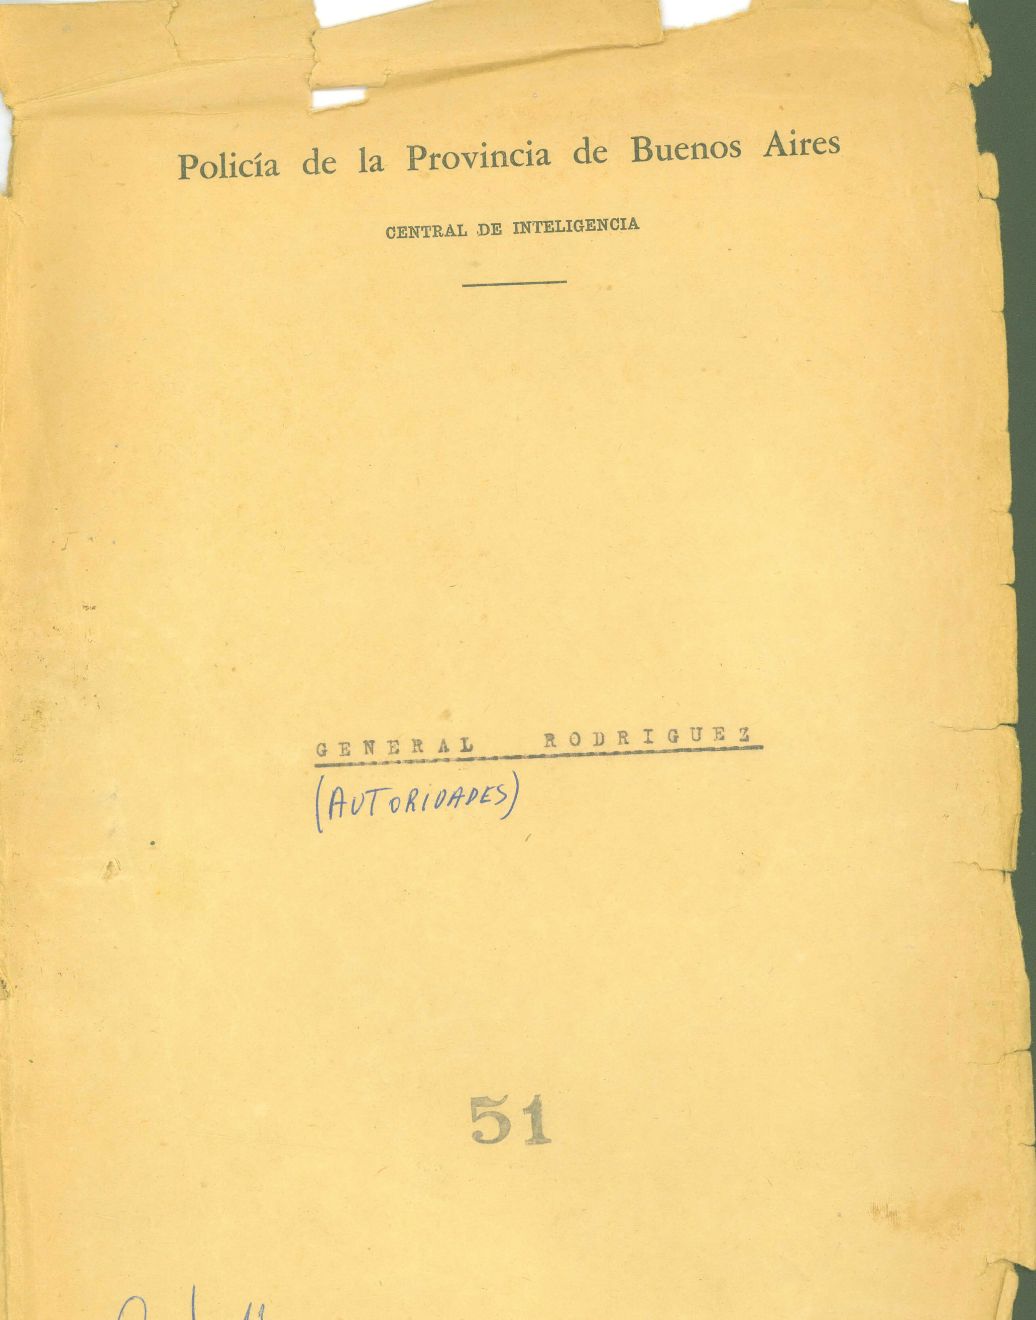 Policía de la Provincia de Buenos Aires
CENTRAL DE INTELIGENCIA
GENERAL RODRIGUEZ
(AUTORIDADES)
51